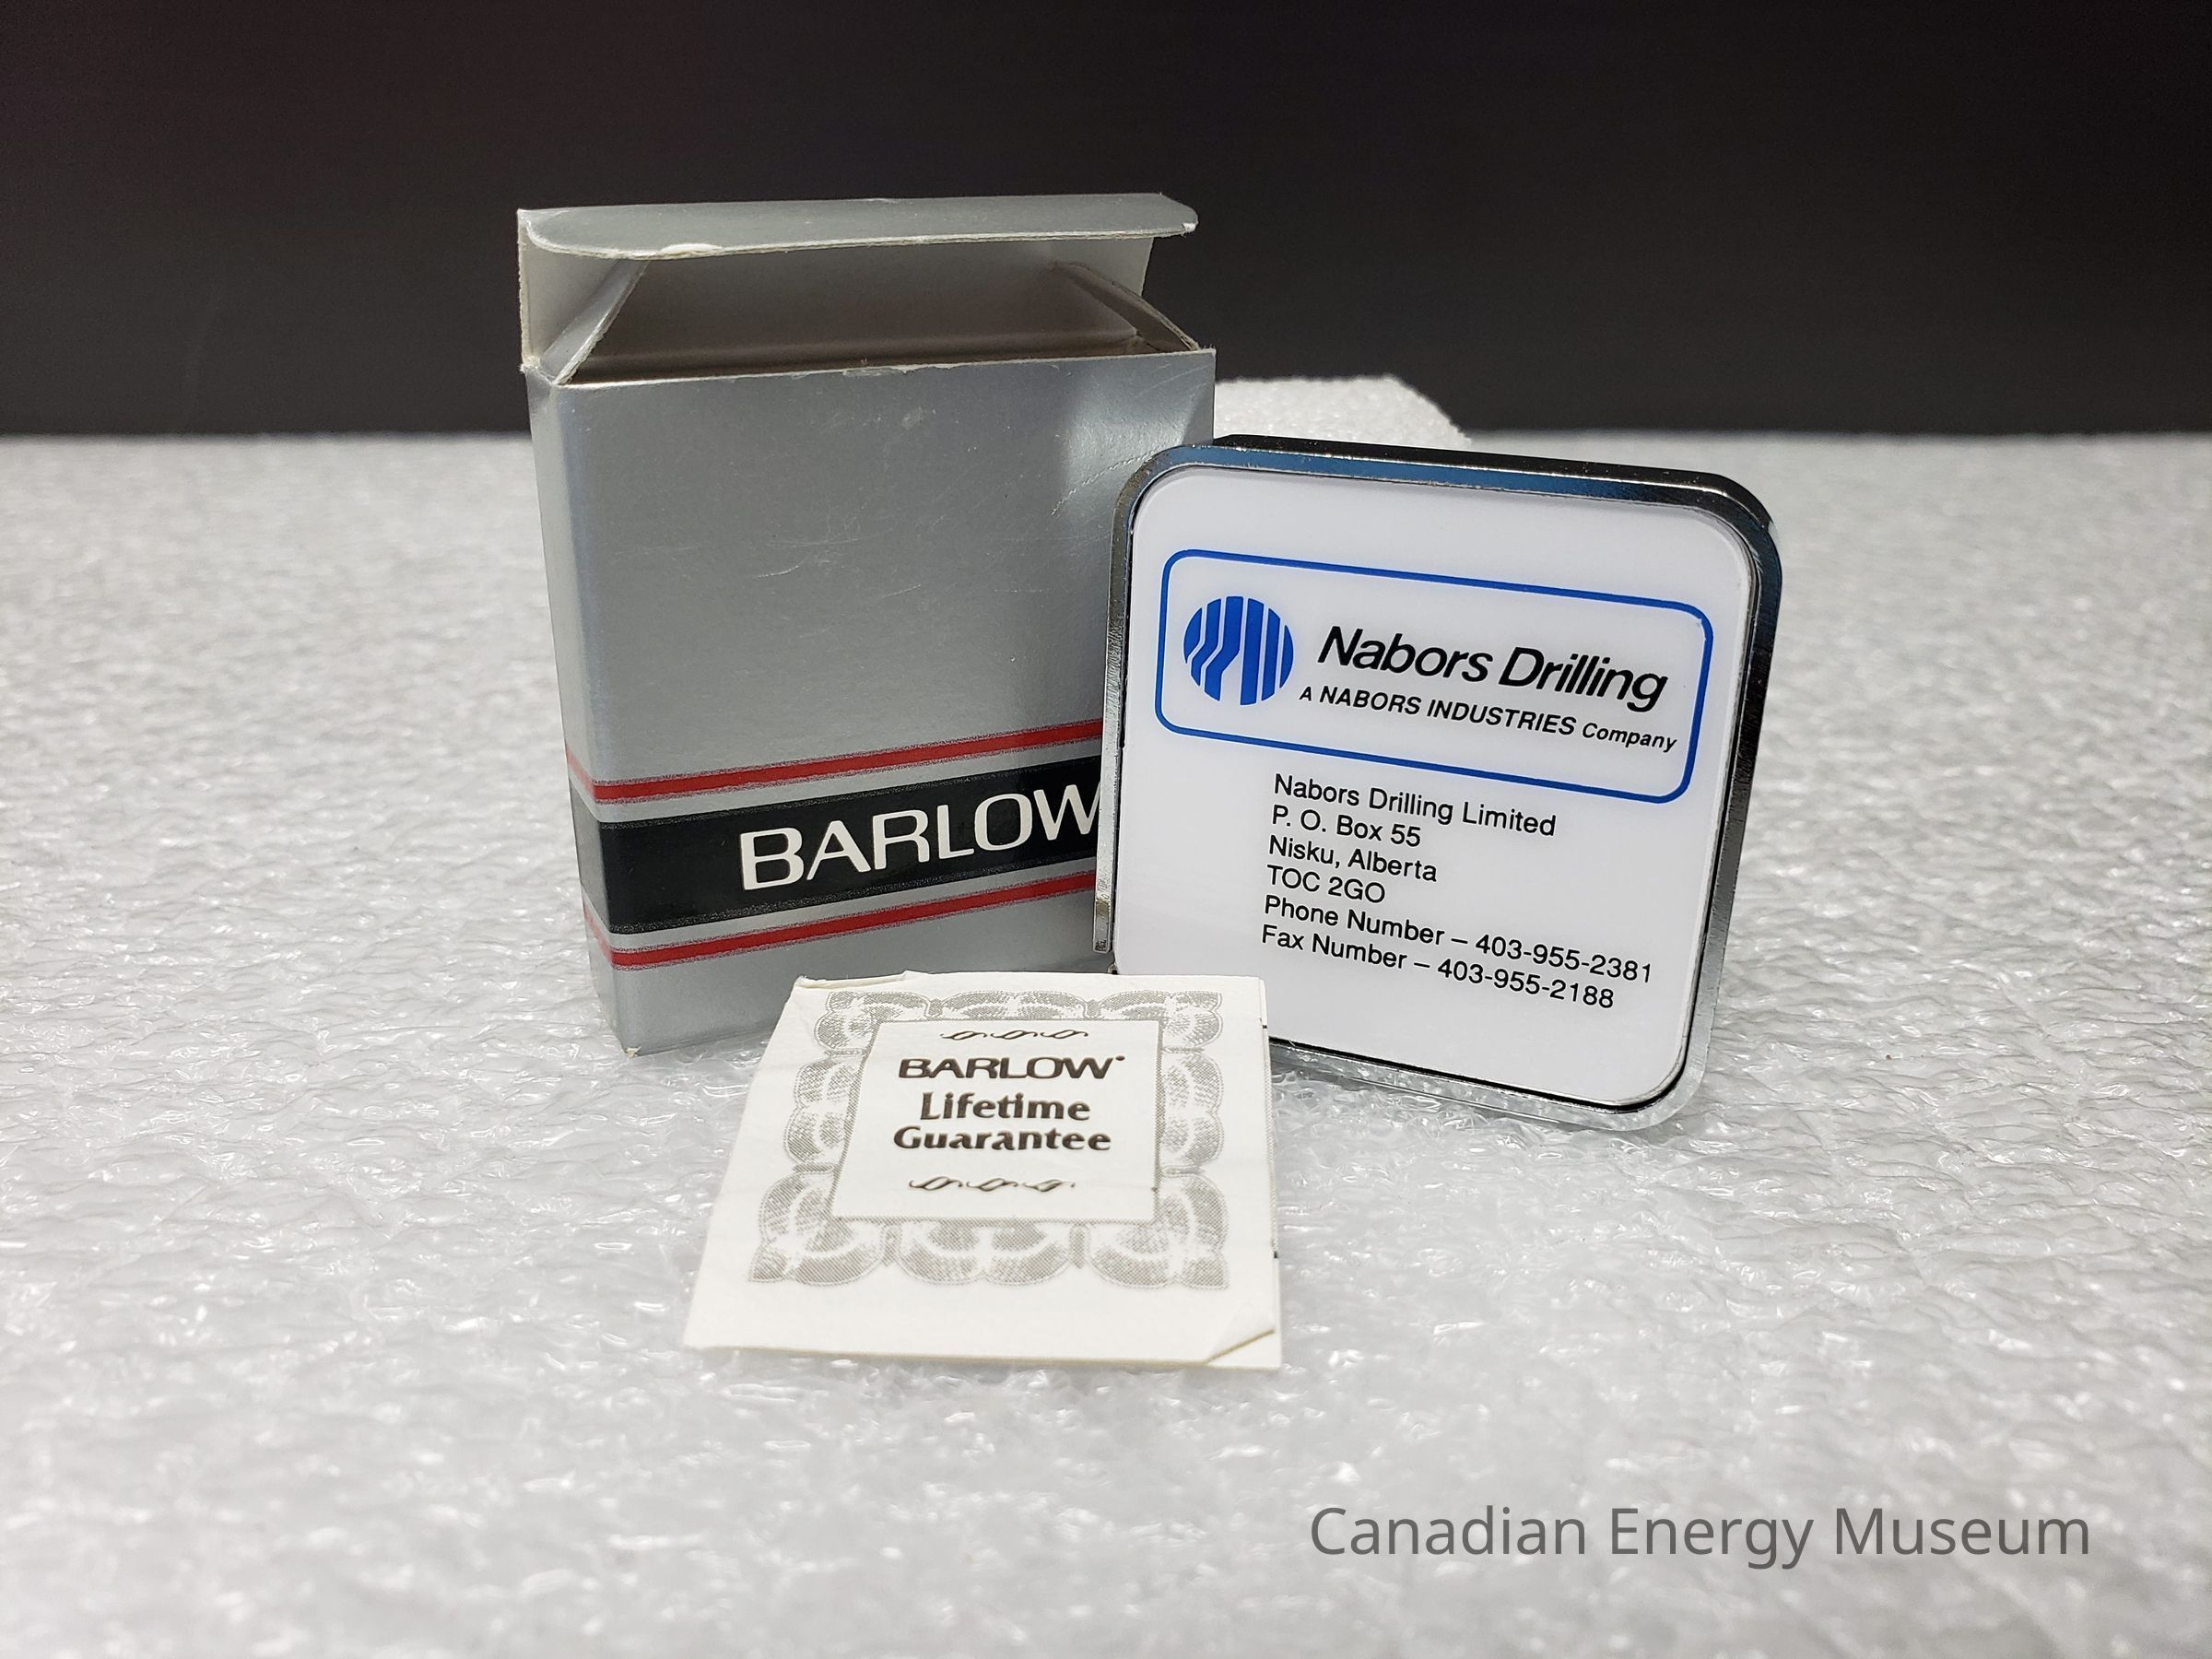 BARLOW
Nabors Drilling
A NABORS INDUSTRIES Company
Nabors Drilling Limited
P. O. Box 55
Nisku, Alberta
TOC 2GO
Phone Number – 403-955-2381
Fax Number – 403-955-2188
BARLOW
Lifetime
Guarantee
Canadian Energy Museum